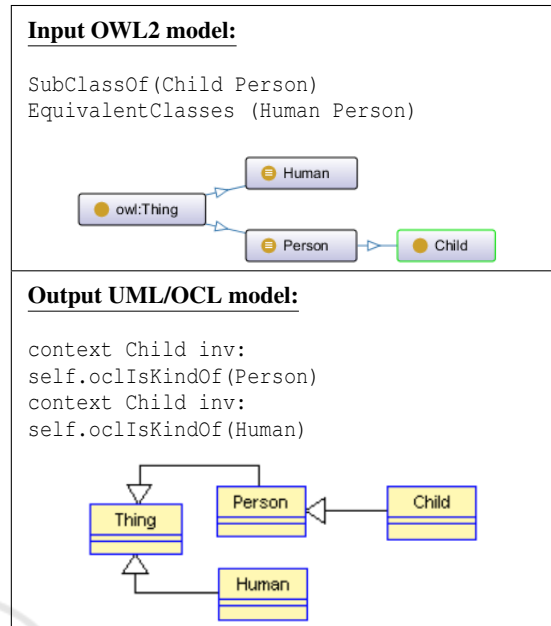 Input OWL2 model:
SubClassOf(Child Person)
EquivalentClasses (Human Person)
Human
owl:Thing
Person
Child
Output UML/OCL model:
context Child inv:
self.oclIsKindOf(Person)
context Child inv:
self.oclIsKindOf(Human)
Person
Child
Thing
Human